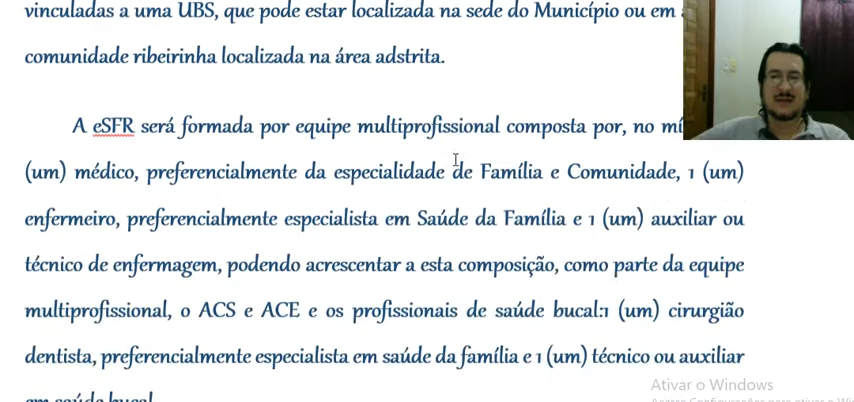 vinculadas a uma UBS, que pode estar localizada na sede do Município ou em
comunidade ribeirinha localizada na área adstrita.
A eSFR será formada por equipe multiprofissional composta por, no
(um) médico, preferencialmente da especialidade de Família e Comunidade, 1 (um)
enfermeiro, preferencialmente especialista em Saúde da Família e 1 (um) auxiliar ou
técnico de enfermagem, podendo acrescentar a esta composição, como parte da equipe
multiprofissional, o ACS e ACE e os profissionais de saúde bucal:1 (um) cirurgião
dentista, preferencialmente especialista em saúde da família e 1 (um) técnico ou auxiliar
em saúde bucal.
Ativar o Windows